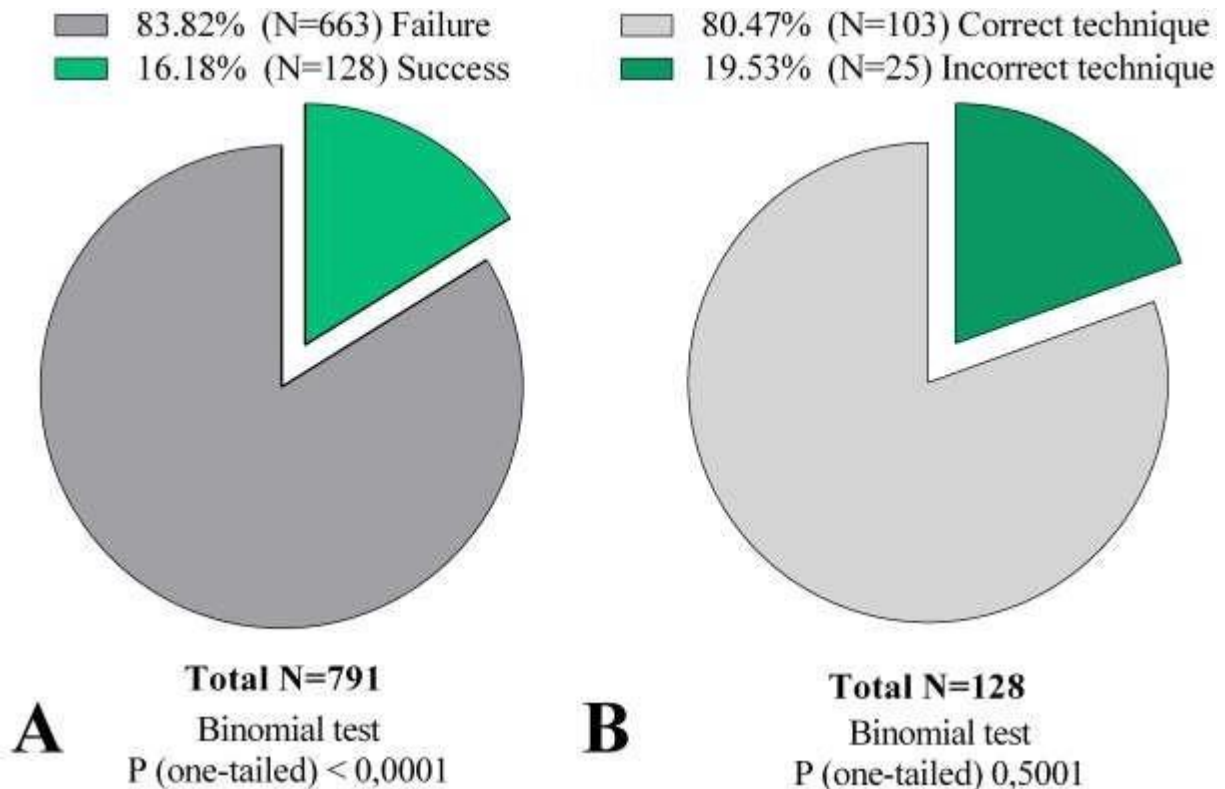 83.82% (N=663) Failure
16.18% (N=128) Success
Total N=791
A
Binomial test
P (one-tailed) < 0,0001
80.47% (N=103) Correct technique
19.53% (N=25) Incorrect technique
Total N=128
B
Binomial test
P (one-tailed) 0,5001